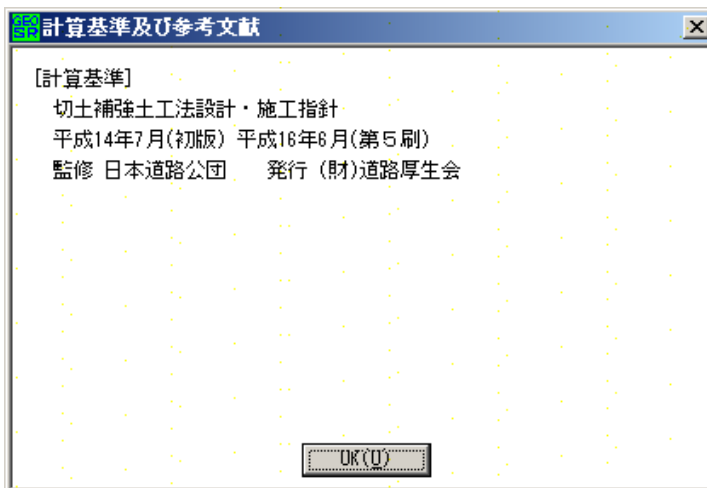 GEO SR 計算基準及び参考文献
[計算基準]
切土補強土工法設計・施工指針
平成14年7月(初版) 平成16年6月(第5刷)
監修 日本道路公団 発行 (財)道路厚生会
OK(U)